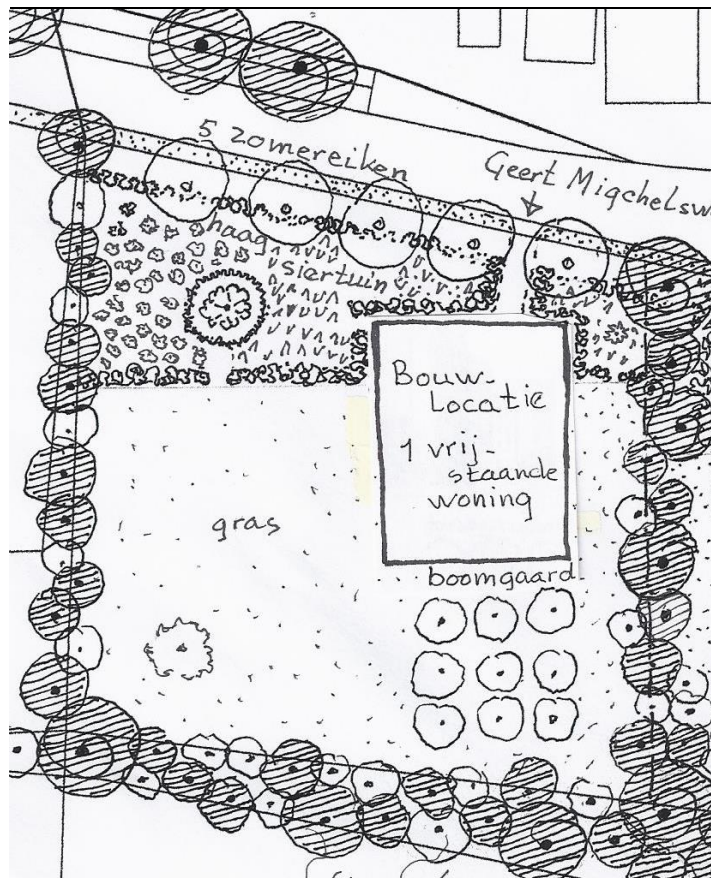 5 zomereiken
Geert Migchelsw
haag
siertuin
Bouw-
Locatie
1 vrij-
staande
woning
gras
boomgaard